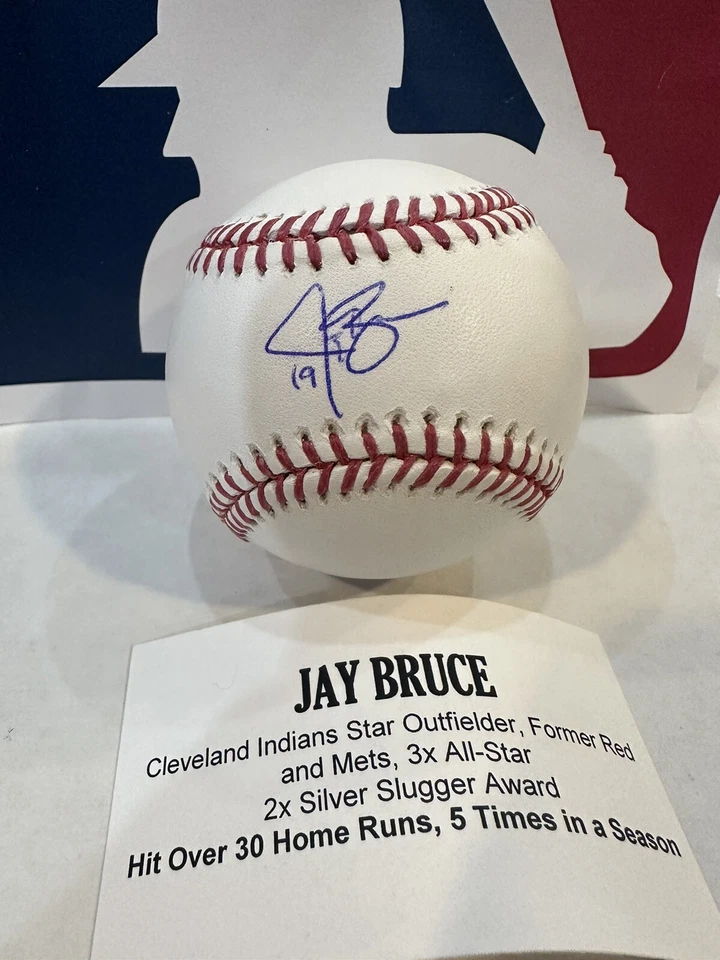 19
JAY BRUCE
Cleveland Indians Star Outfielder, Former Red
and Mets, 3x All-Star
2x Silver Slugger Award
Hit Over 30 Home Runs, 5 Times in a Season